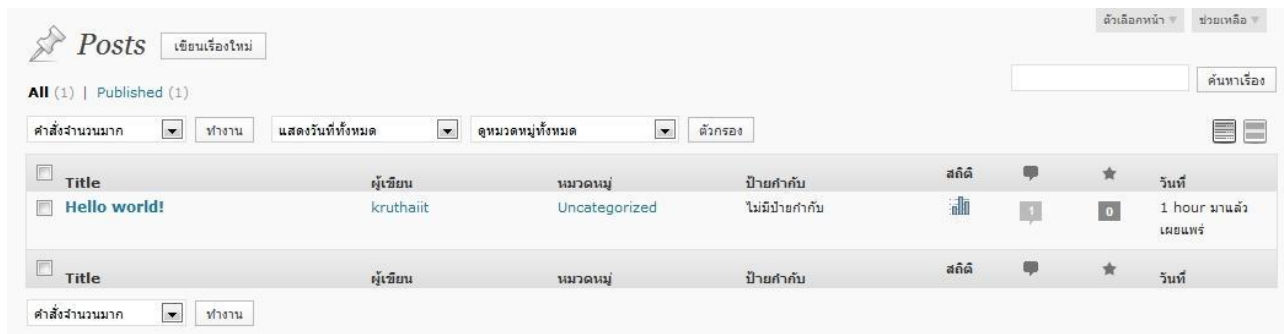 ตัวเลือกหน้า ช่วยเหลือ
Posts เขียนเรื่องใหม่
All (1) | Published (1)
ค้นหาเรื่อง
คำสั่งจำนวนมาก ทำงาน แสดงวันที่ทั้งหมด ดูหมวดหมู่ทั้งหมด ตัวกรอง
Title ผู้เขียน หมวดหมู่ ป้ายกำกับ สถิติ วันที่
Hello world! kruthaiit Uncategorized ไม่มีป้ายกำกับ 1 0 1 hour มาแล้ว
เผยแพร่
Title ผู้เขียน หมวดหมู่ ป้ายกำกับ สถิติ วันที่
คำสั่งจำนวนมาก ทำงาน